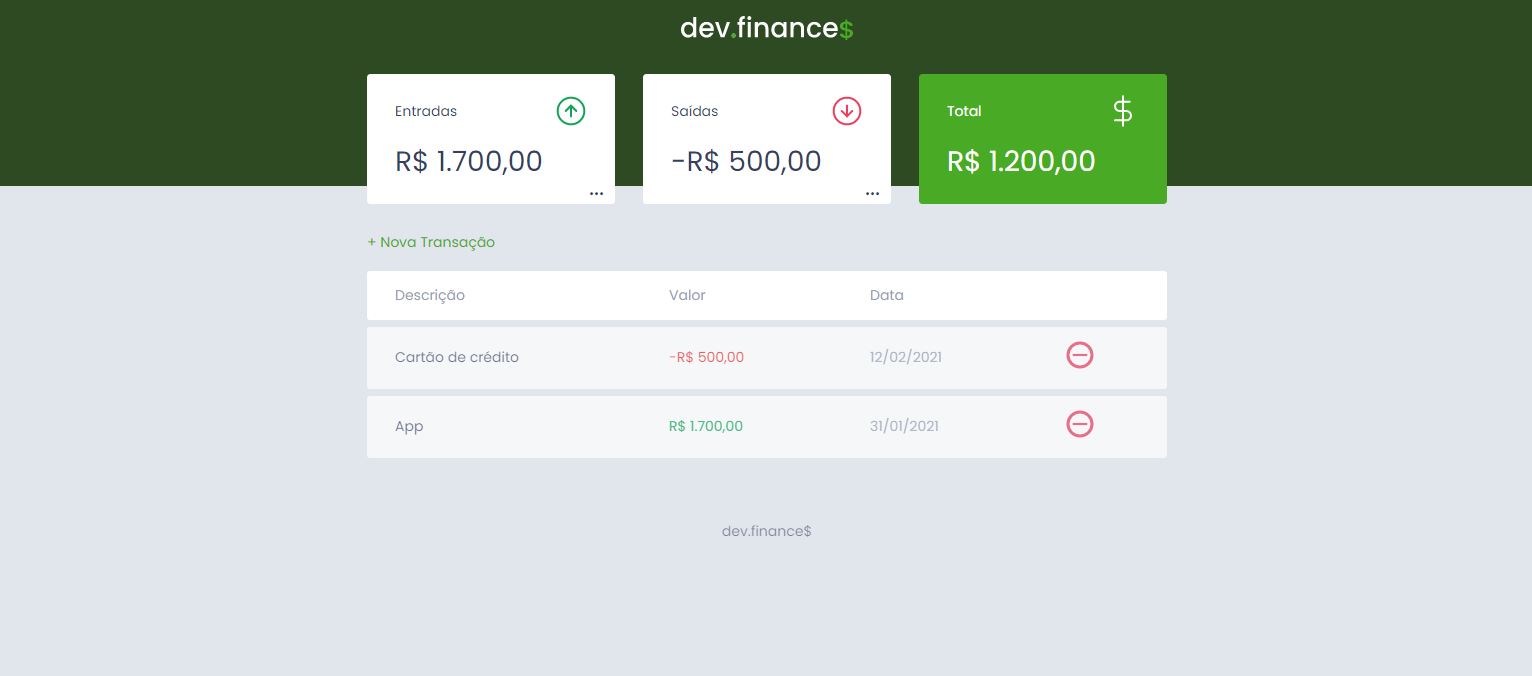 dev.finance$
Entradas
R$ 1.700,00
...
Saídas
-R$ 500,00
...
Total
$
R$ 1.200,00
+ Nova Transação
Descrição Valor Data
Cartão de crédito -R$ 500,00 12/02/2021
App R$ 1.700,00 31/01/2021
dev.finance$